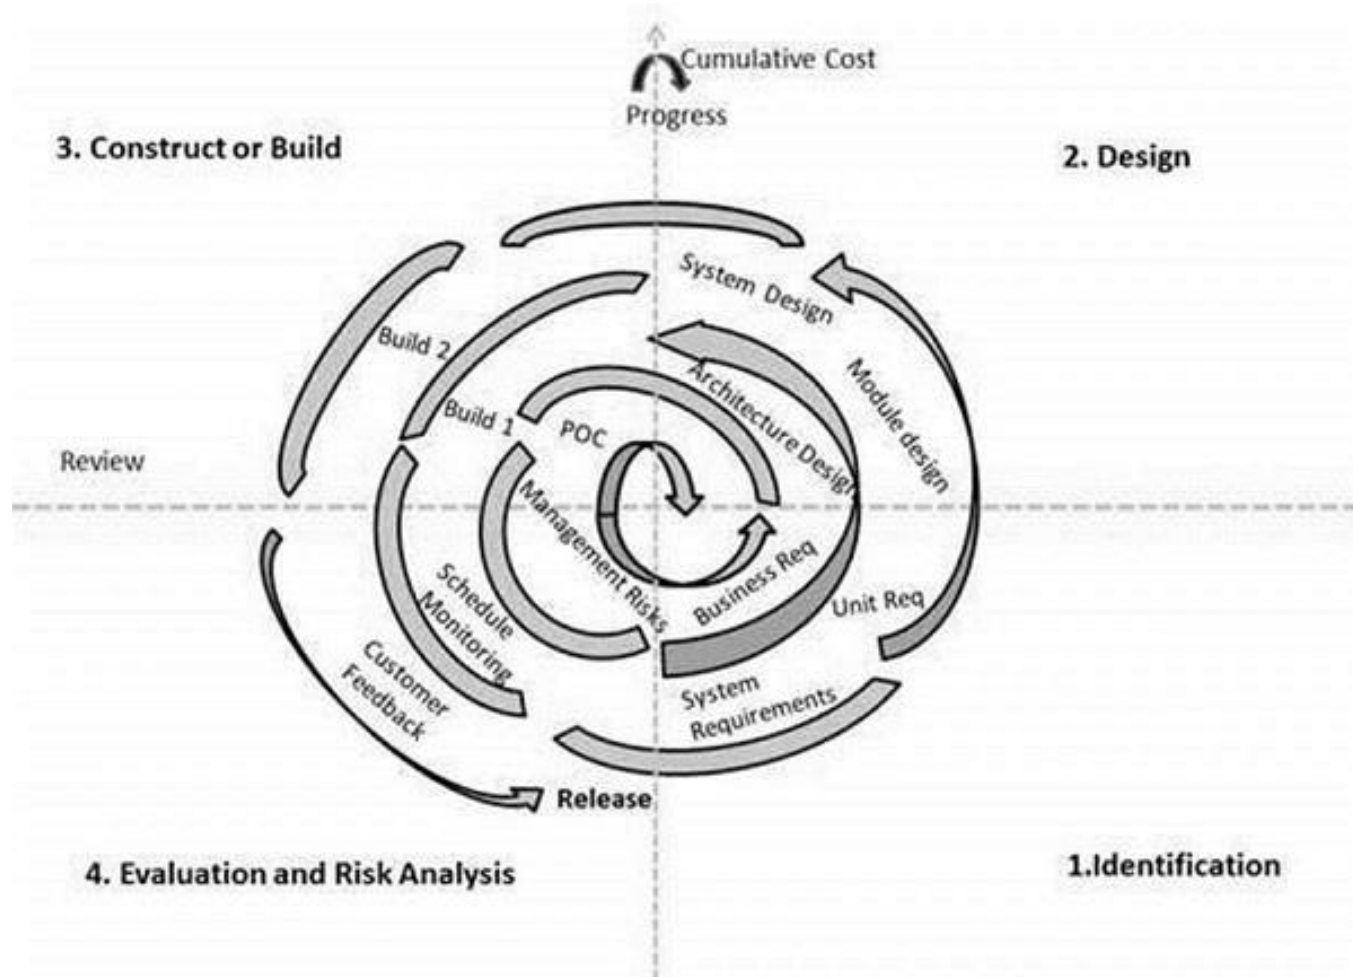 Cumulative Cost
Progress
3. Construct or Build
2. Design
System Design
Build 2
Module design
Architecture Design
Build 1
POC
Review
Management Risks
Business Req
Schedule
Monitoring
Unit Req
Customer
Feedback
System
Requirements
Release
4. Evaluation and Risk Analysis
1.Identification